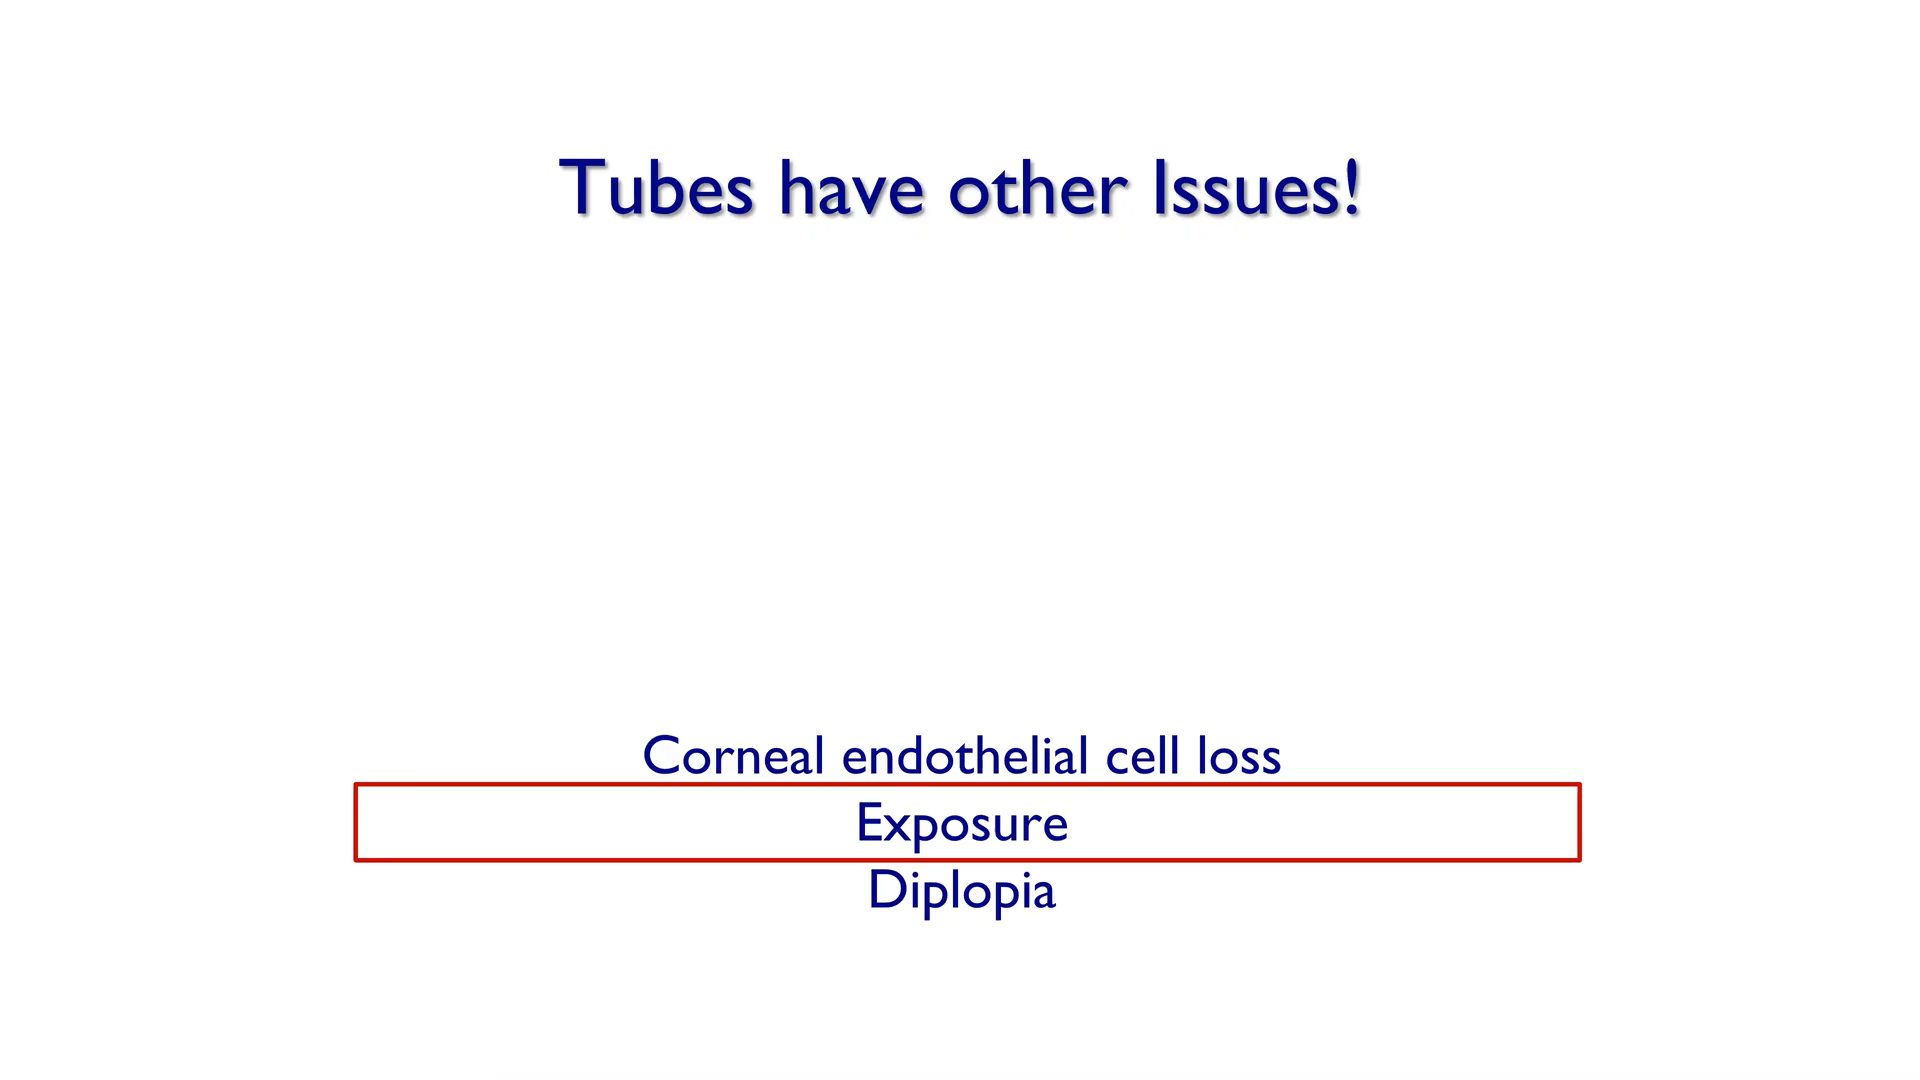 Tubes have other Issues!
Corneal endothelial cell loss
Exposure
Diplopia